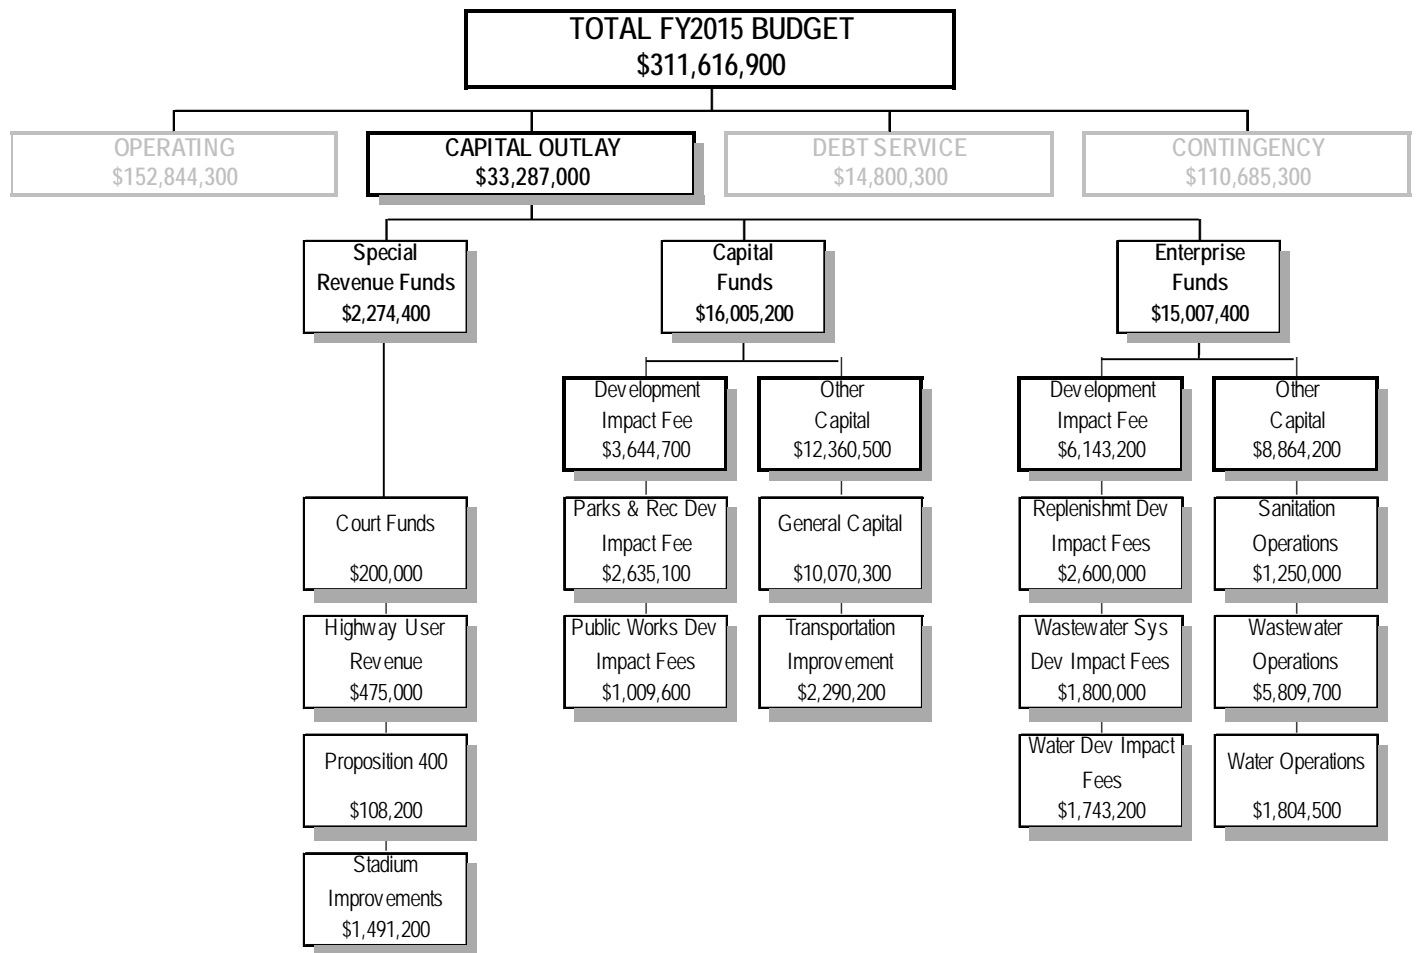 TOTAL FY2015 BUDGET
$311,616,900
OPERATING
$152,844,300
CAPITAL OUTLAY
$33,287,000
DEBT SERVICE
$14,800,300
CONTINGENCY
$110,685,300
Special
Revenue Funds
$2,274,400
Capital
Funds
$16,005,200
Enterprise
Funds
$15,007,400
Development
Impact Fee
$3,644,700
Other
Capital
$12,360,500
Development
Impact Fee
$6,143,200
Other
Capital
$8,864,200
Court Funds
$200,000
Parks & Rec Dev
Impact Fee
$2,635,100
General Capital
$10,070,300
Replenishmt Dev
Impact Fees
$2,600,000
Sanitation
Operations
$1,250,000
Highway User
Revenue
$475,000
Public Works Dev
Impact Fees
$1,009,600
Transportation
Improvement
$2,290,200
Wastewater Sys
Dev Impact Fees
$1,800,000
Wastewater
Operations
$5,809,700
Proposition 400
$108,200
Water Dev Impact
Fees
$1,743,200
Water Operations
$1,804,500
Stadium
Improvements
$1,491,200